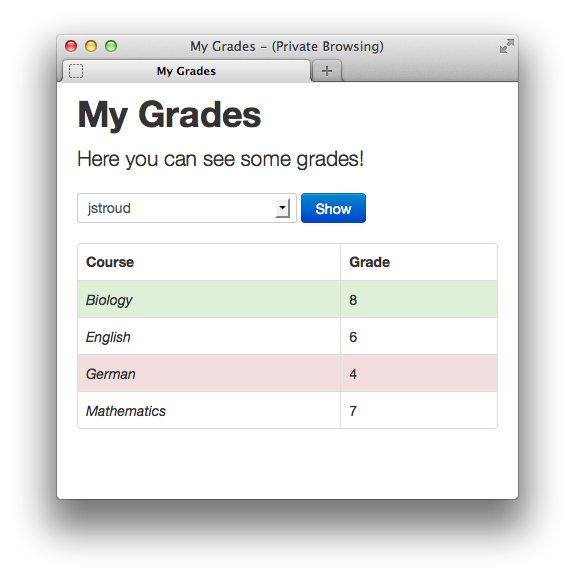 My Grades – (Private Browsing)
My Grades
My Grades
Here you can see some grades!
jstroud Show
Course Grade
Biology 8
English 6
German 4
Mathematics 7